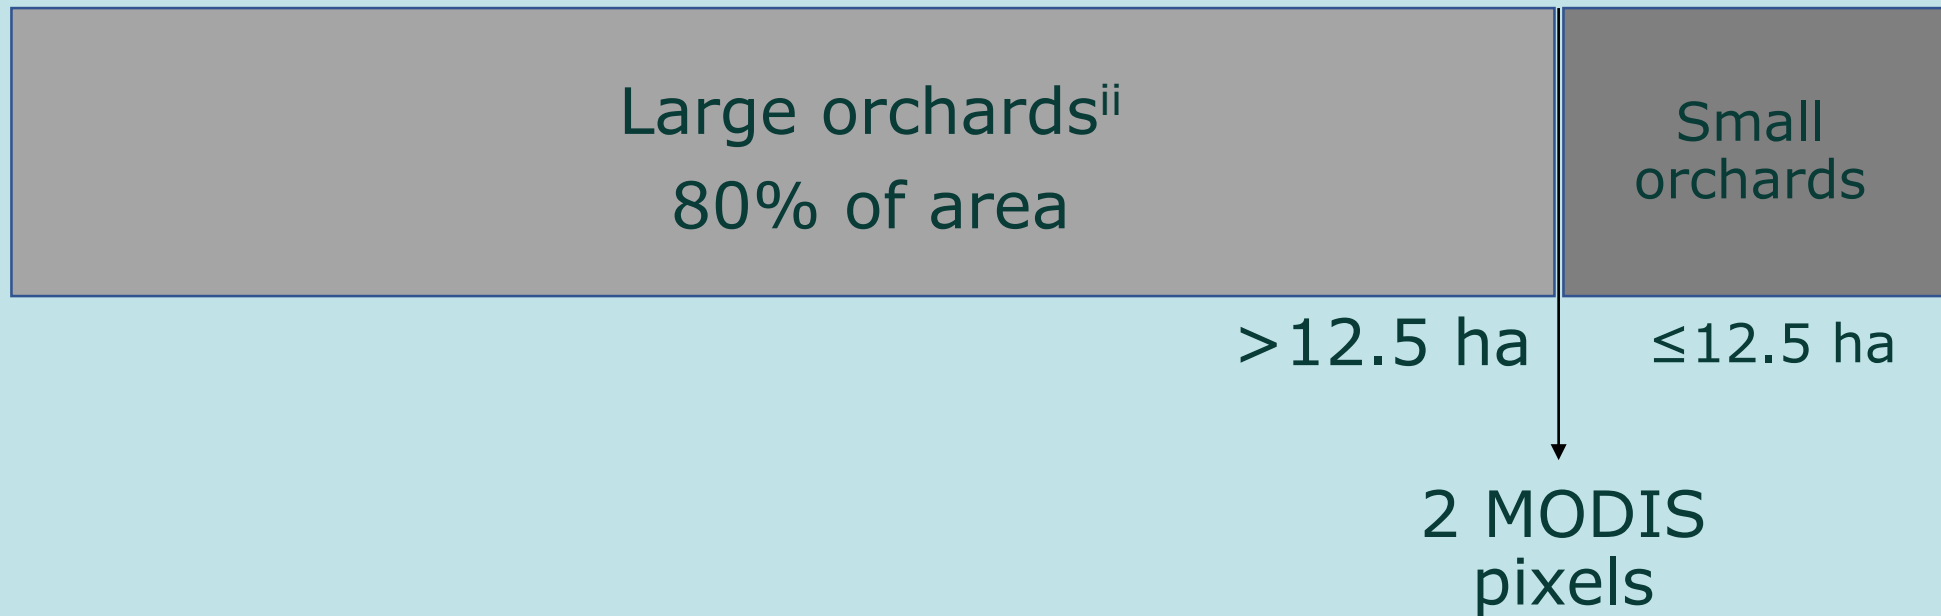 Large orchardsⁱⁱ
80% of area
Small
orchards
>12.5 ha
≤12.5 ha
2 MODIS
pixels